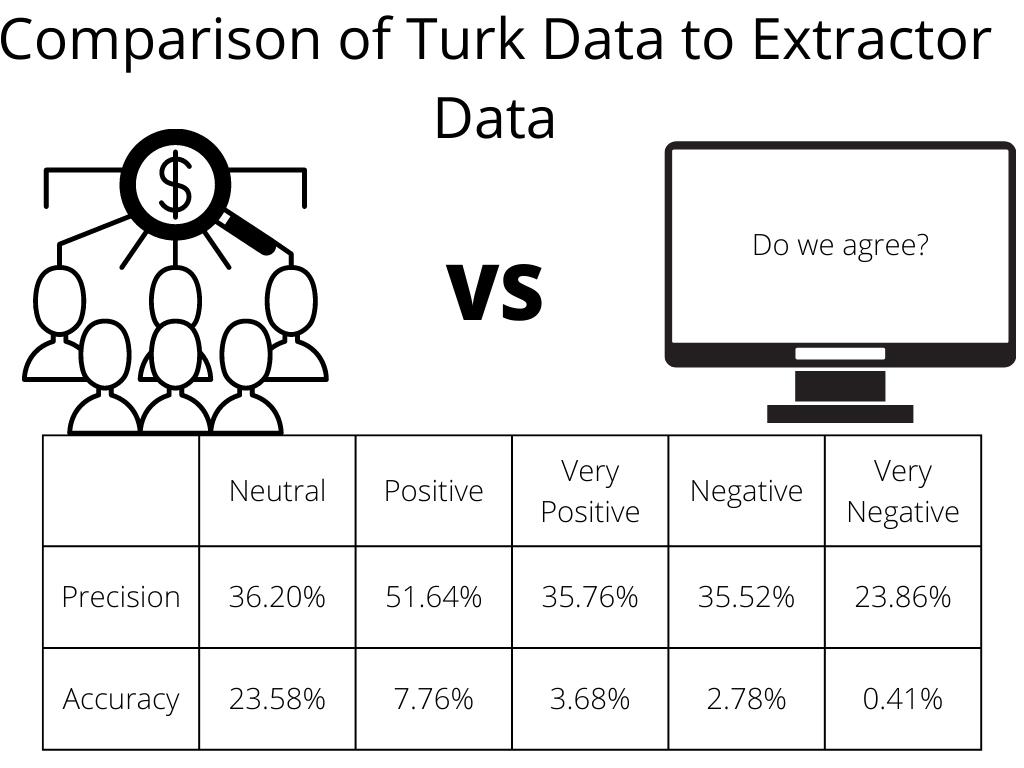 Comparison of Turk Data to Extractor
Data
$
VS
Do we agree?
Neutral Positive Very Positive Negative Very Negative
Precision 36.20% 51.64% 35.76% 35.52% 23.86%
Accuracy 23.58% 7.76% 3.68% 2.78% 0.41%